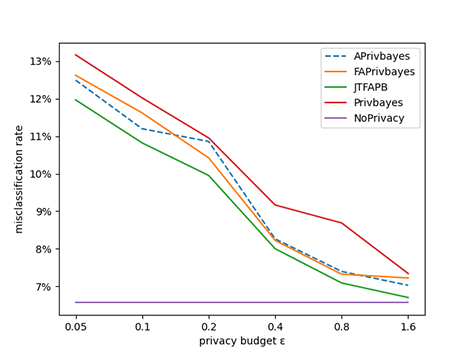 13%
12%
11%
10%
9%
8%
7%
misclassification rate
APrivbayes
FAPrivbayes
JTFAPB
Privbayes
NoPrivacy
0.05 0.1 0.2 0.4 0.8 1.6
privacy budget ε